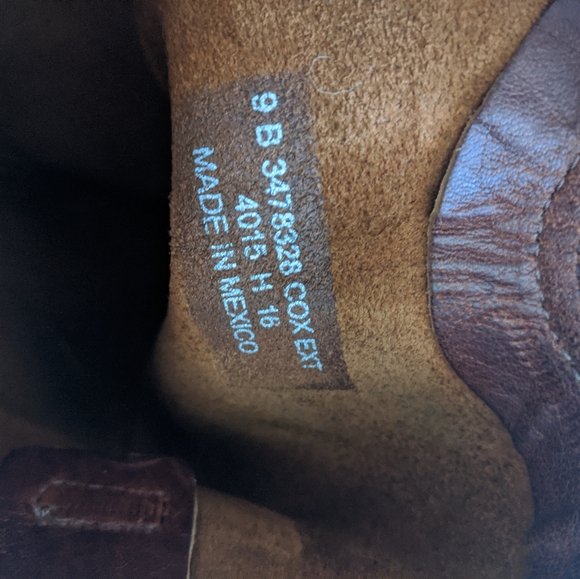 9 B 3478328 COX EXT
4015 H 16
MADE IN MEXICO